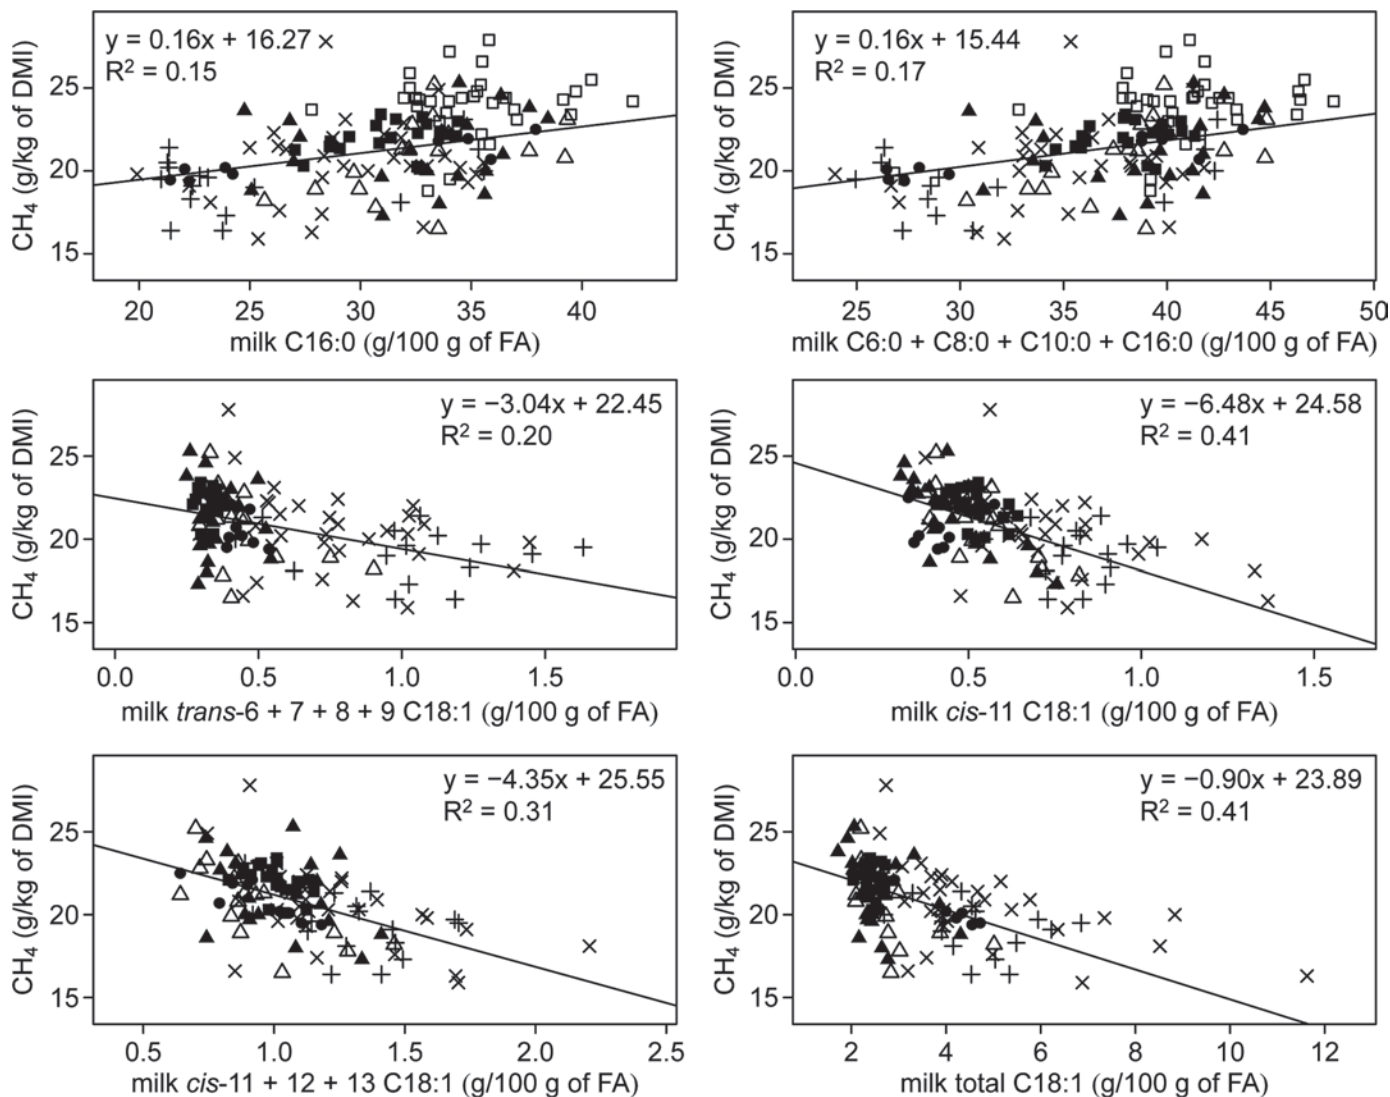 y = 0.16x + 16.27
R² = 0.15
CH₄ (g/kg of DMI)
25
20
15
20 25 30 35 40
milk C16:0 (g/100 g of FA)
y = 0.16x + 15.44
R² = 0.17
CH₄ (g/kg of DMI)
25
20
15
25 30 35 40 45 50
milk C6:0 + C8:0 + C10:0 + C16:0 (g/100 g of FA)
y = −3.04x + 22.45
R² = 0.20
CH₄ (g/kg of DMI)
25
20
15
0.0 0.5 1.0 1.5
milk trans-6 + 7 + 8 + 9 C18:1 (g/100 g of FA)
y = −6.48x + 24.58
R² = 0.41
CH₄ (g/kg of DMI)
25
20
15
0.0 0.5 1.0 1.5
milk cis-11 C18:1 (g/100 g of FA)
y = −4.35x + 25.55
R² = 0.31
CH₄ (g/kg of DMI)
25
20
15
0.5 1.0 1.5 2.0 2.5
milk cis-11 + 12 + 13 C18:1 (g/100 g of FA)
y = −0.90x + 23.89
R² = 0.41
CH₄ (g/kg of DMI)
25
20
15
2 4 6 8 10 12
milk total C18:1 (g/100 g of FA)